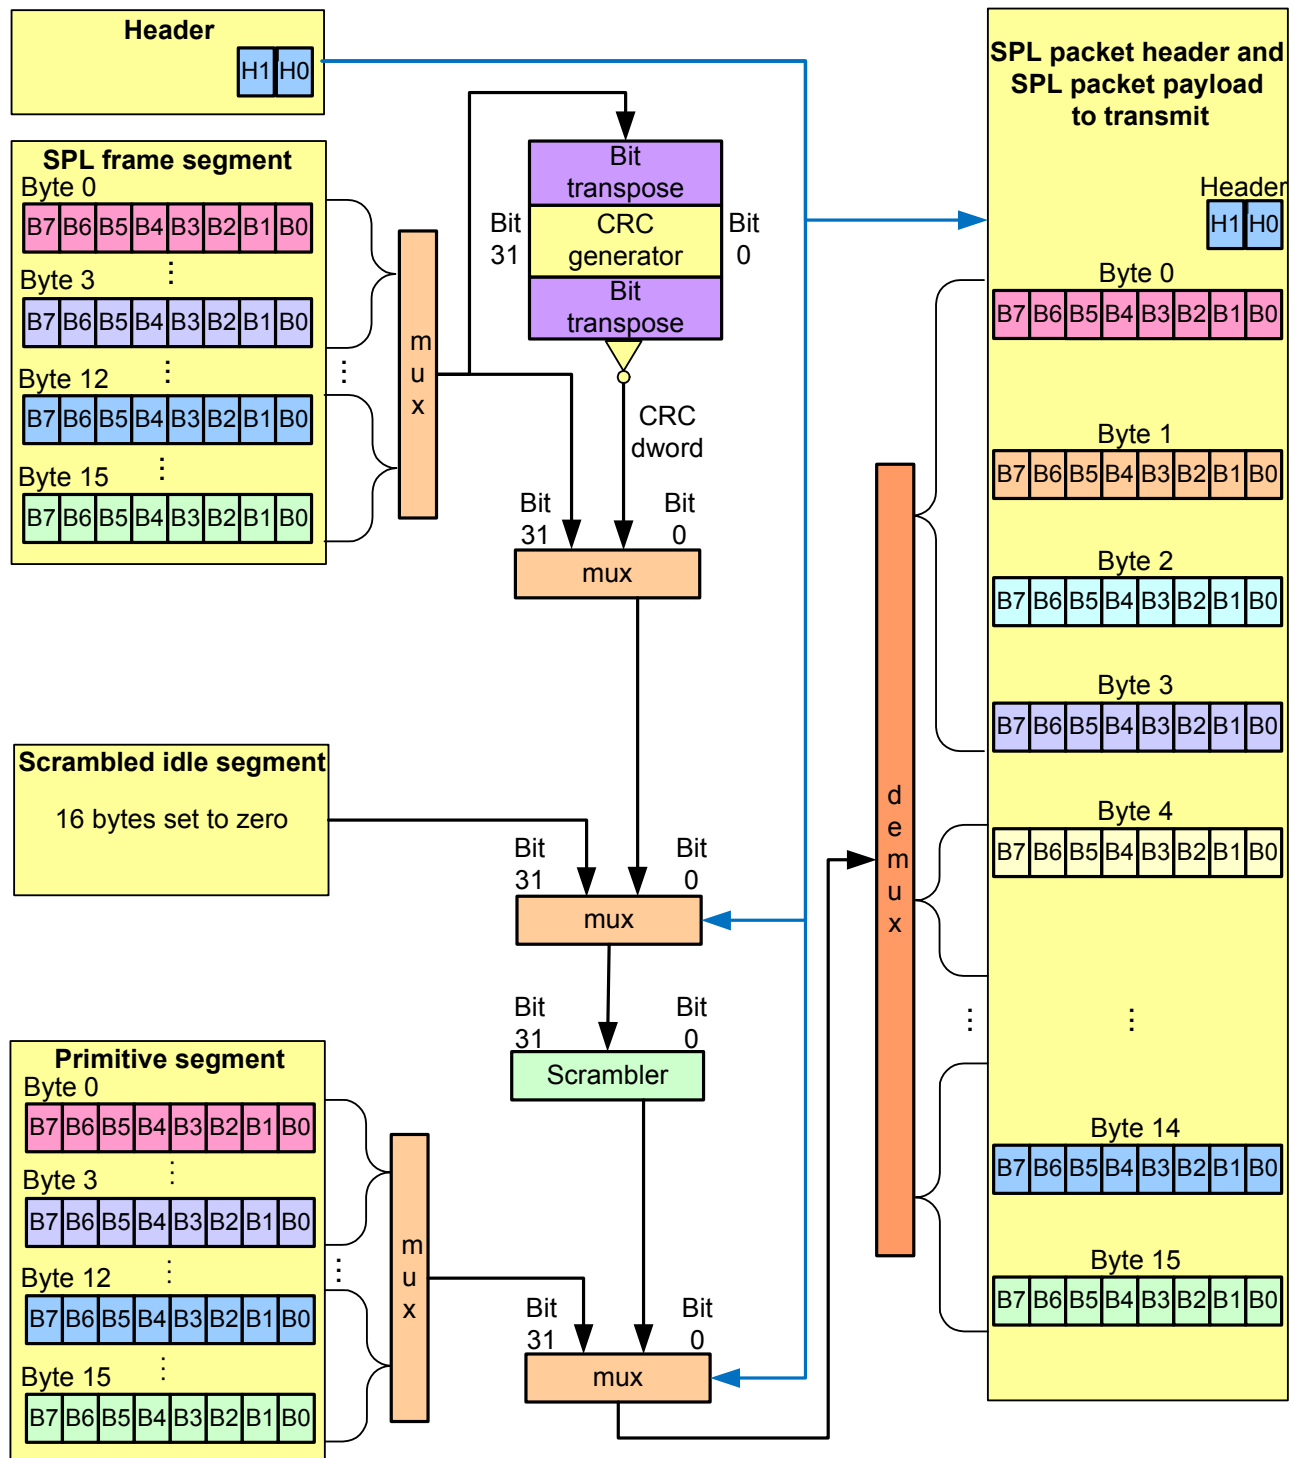 Header
H1 H0
SPL frame segment
Byte 0
B7 B6 B5 B4 B3 B2 B1 B0
⋮
Byte 3
B7 B6 B5 B4 B3 B2 B1 B0
⋮
Byte 12
B7 B6 B5 B4 B3 B2 B1 B0
⋮
Byte 15
B7 B6 B5 B4 B3 B2 B1 B0
⋮
m
u
x
Bit
transpose
Bit
31
CRC
generator
Bit
0
Bit
transpose
CRC
dword
Bit
31
Bit
0
mux
Scrambled idle segment
16 bytes set to zero
Bit
31
Bit
0
mux
Bit
31
Bit
0
Scrambler
Primitive segment
Byte 0
B7 B6 B5 B4 B3 B2 B1 B0
⋮
Byte 3
B7 B6 B5 B4 B3 B2 B1 B0
⋮
Byte 12
B7 B6 B5 B4 B3 B2 B1 B0
⋮
Byte 15
B7 B6 B5 B4 B3 B2 B1 B0
⋮
m
u
x
Bit
31
Bit
0
mux
d
e
m
u
x
SPL packet header and
SPL packet payload
to transmit
Header
H1 H0
Byte 0
B7 B6 B5 B4 B3 B2 B1 B0
Byte 1
B7 B6 B5 B4 B3 B2 B1 B0
Byte 2
B7 B6 B5 B4 B3 B2 B1 B0
Byte 3
B7 B6 B5 B4 B3 B2 B1 B0
Byte 4
B7 B6 B5 B4 B3 B2 B1 B0
⋮ ⋮
Byte 14
B7 B6 B5 B4 B3 B2 B1 B0
Byte 15
B7 B6 B5 B4 B3 B2 B1 B0